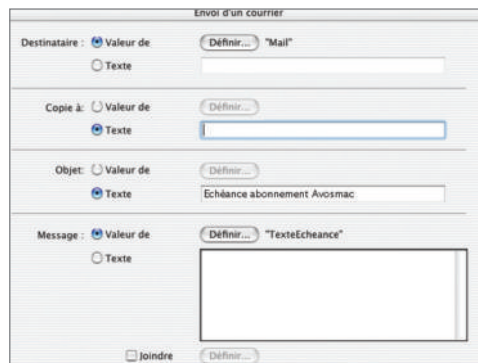 Envoi d'un courrier
Destinataire : Valeur de Définir... "Mail"
Texte
Copie à: Valeur de Définir...
Texte
Objet: Valeur de Définir...
Texte Echéance abonnement Avosmac
Message : Valeur de Définir... "TexteEcheance"
Texte
Joindre Définir...